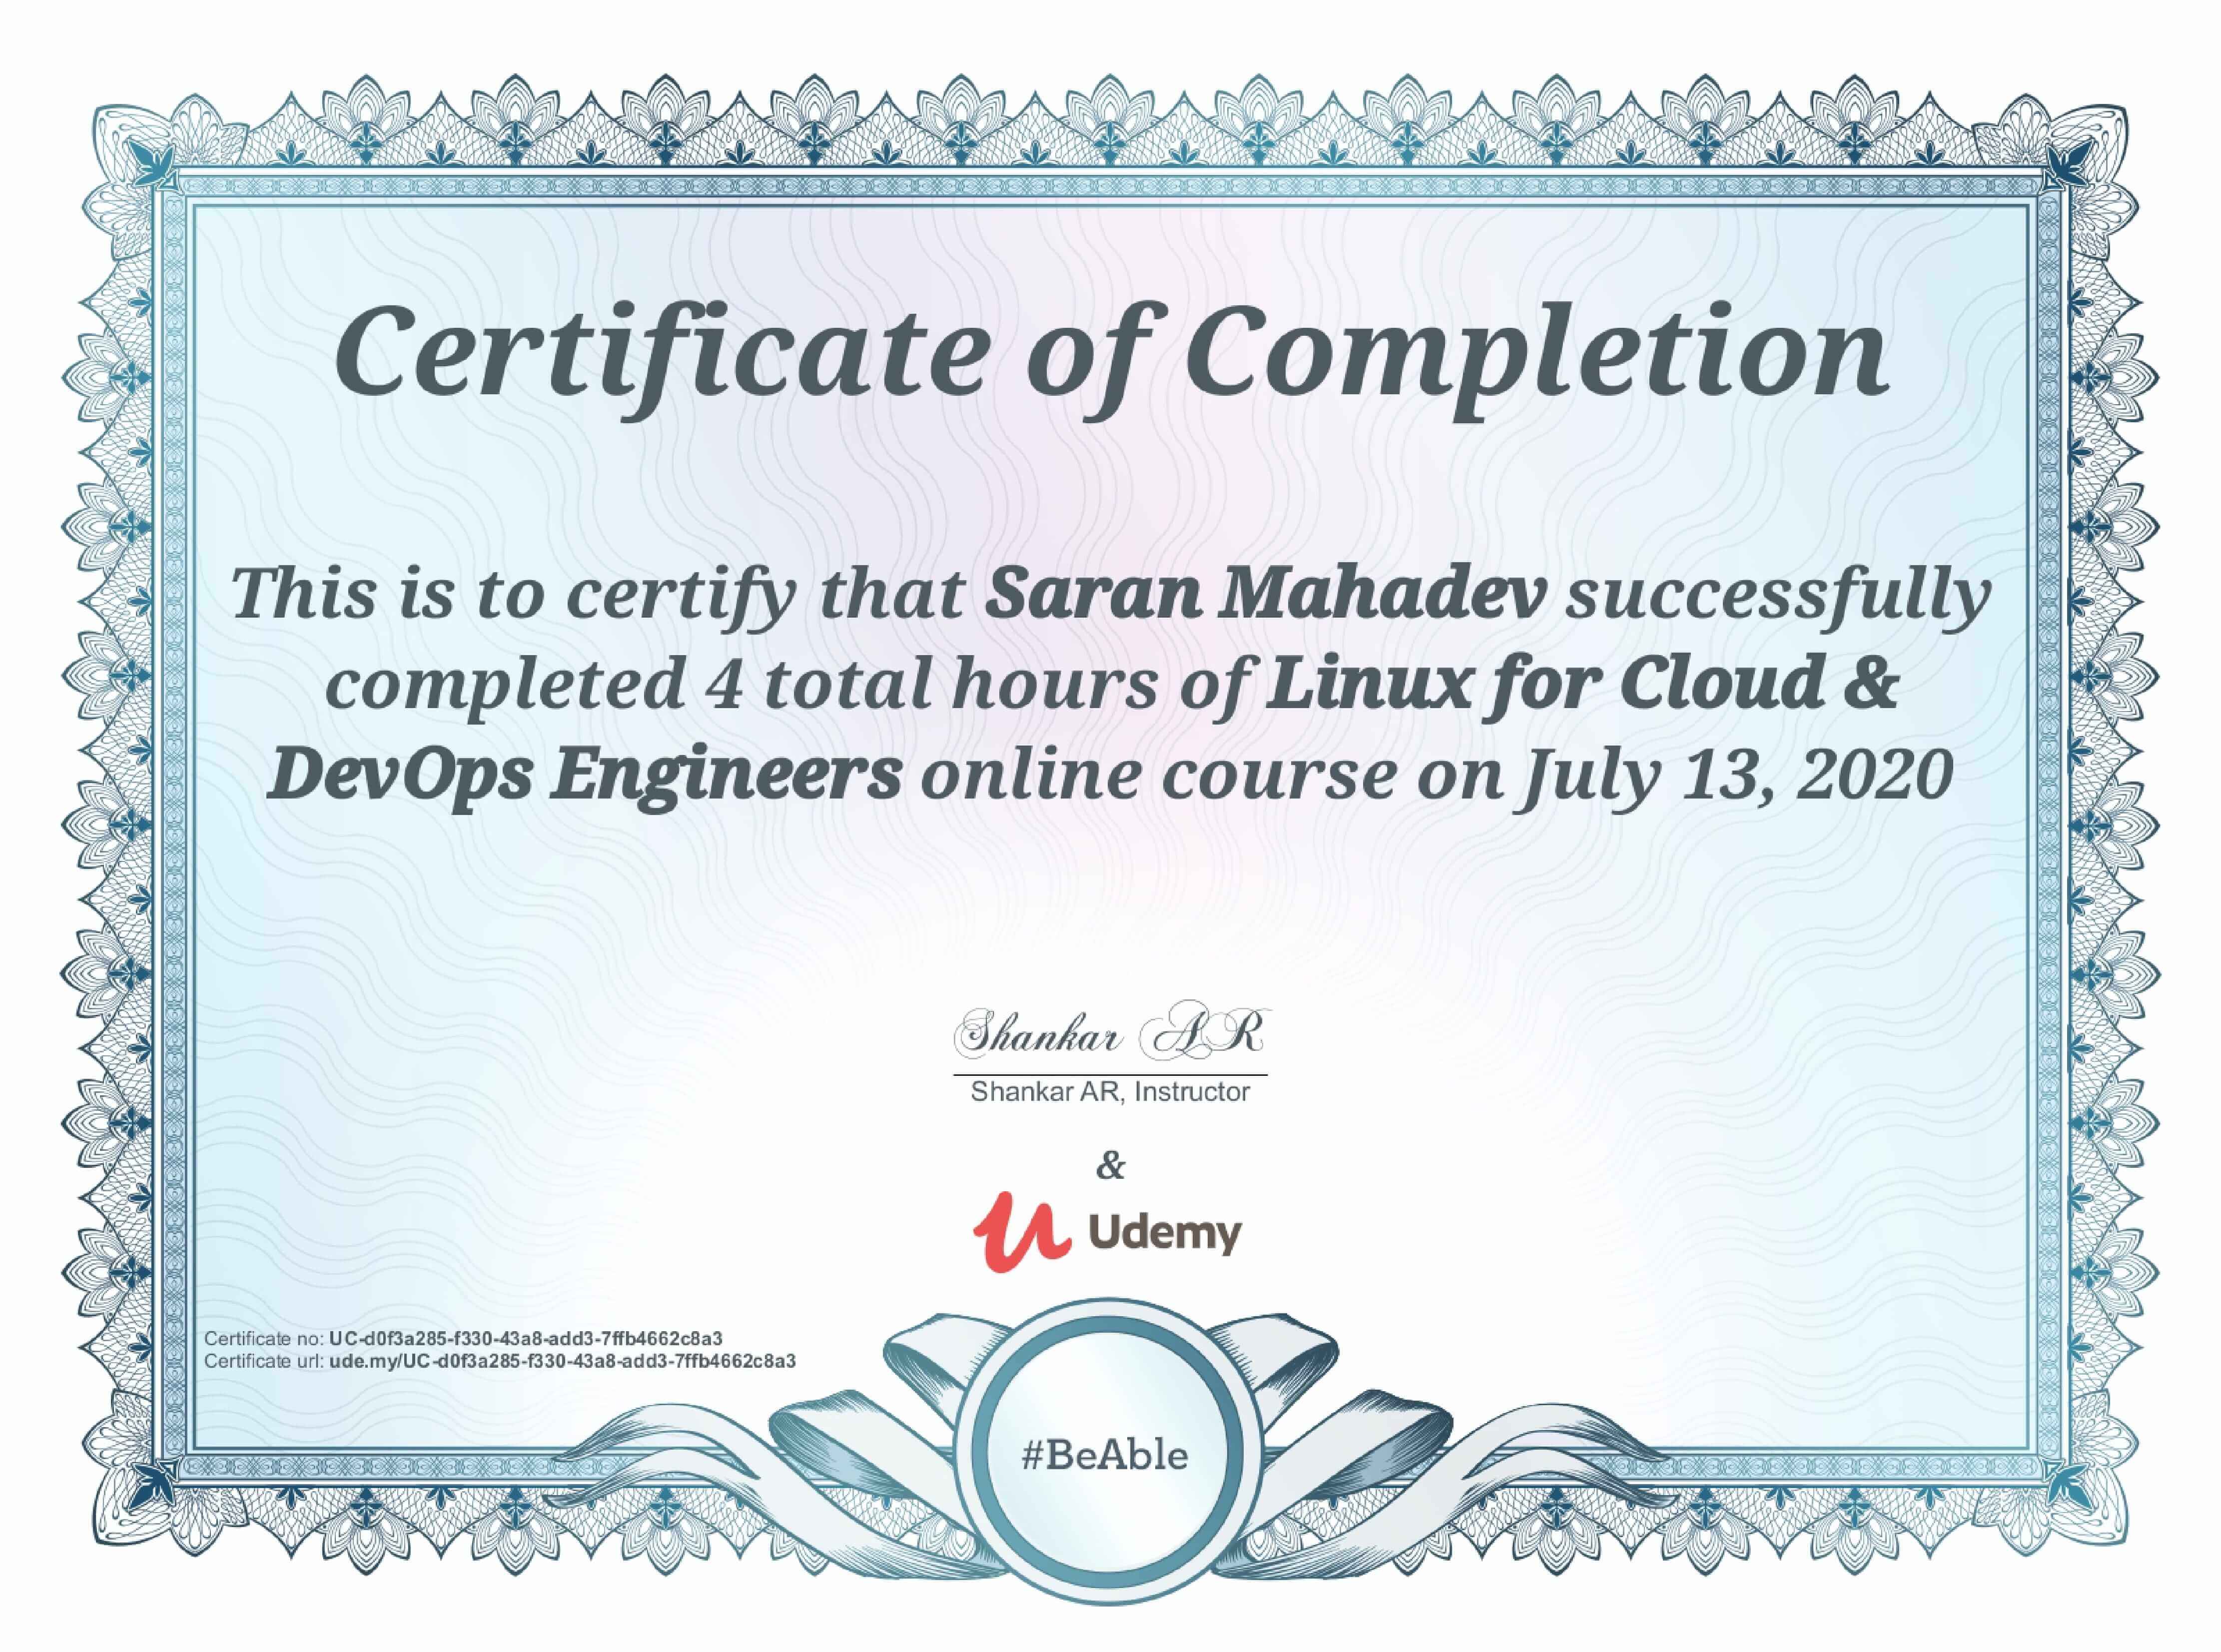 Certificate of Completion
This is to certify that Saran Mahadev successfully
completed 4 total hours of Linux for Cloud &
DevOps Engineers online course on July 13, 2020
Shankar AR
Shankar AR, Instructor
&
Udemy
Certificate no: UC-d0f3a285-f330-43a8-add3-7ffb4662c8a3
Certificate url: ude.my/UC-d0f3a285-f330-43a8-add3-7ffb4662c8a3
#BeAble